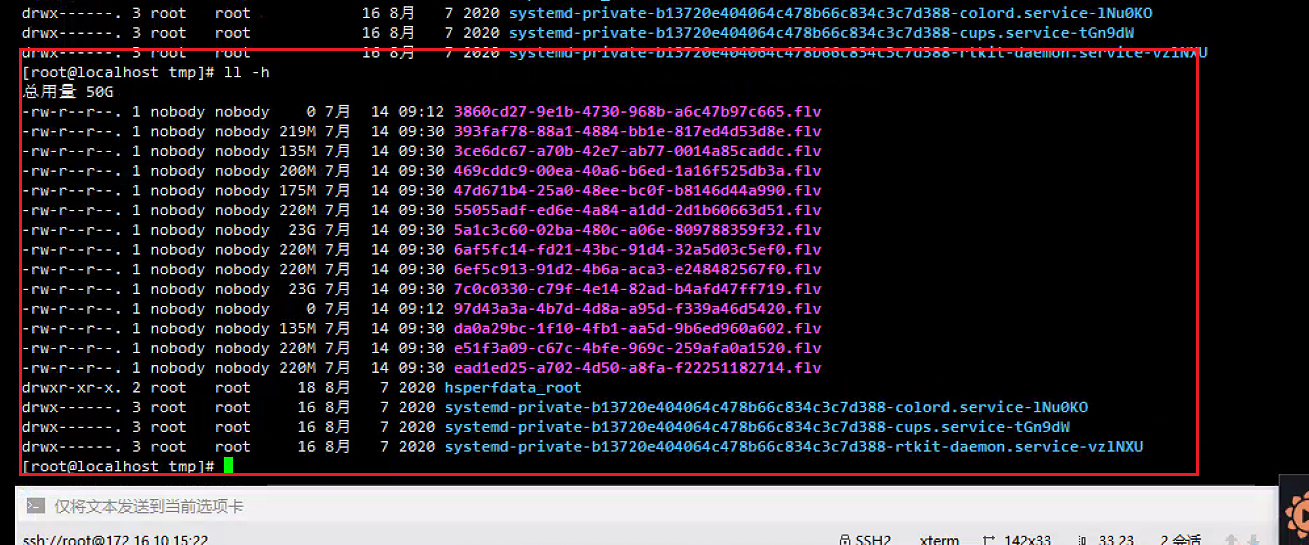 drwx------. 3 root   root            16 8月   7 2020 systemd-private-b13720e404064c478b66c834c3c7d388-colord.service-lNu0KO
drwx------. 3 root   root            16 8月   7 2020 systemd-private-b13720e404064c478b66c834c3c7d388-cups.service-tGn9dW
drwx------. 3 root   root            16 8月   7 2020 systemd-private-b13720e404064c478b66c834c3c7d388-rtkit-daemon.service-vzlNXU
[root@localhost tmp]# ll -h
总用量 50G
-rw-r--r--. 1 nobody nobody    0 7月  14 09:12 3860cd27-9e1b-4730-968b-a6c47b97c665.flv
-rw-r--r--. 1 nobody nobody 219M 7月  14 09:30 393faf78-88a1-4884-bb1e-817ed4d53d8e.flv
-rw-r--r--. 1 nobody nobody 135M 7月  14 09:30 3ce6dc67-a70b-42e7-ab77-0014a85caddc.flv
-rw-r--r--. 1 nobody nobody 200M 7月  14 09:30 469cddc9-00ea-40a6-b6ed-1a16f525db3a.flv
-rw-r--r--. 1 nobody nobody 175M 7月  14 09:30 47d671b4-25a0-48ee-bc0f-b8146d44a990.flv
-rw-r--r--. 1 nobody nobody 220M 7月  14 09:30 55055adf-ed6e-4a84-a1dd-2d1b60663d51.flv
-rw-r--r--. 1 nobody nobody  23G 7月  14 09:30 5a1c3c60-02ba-480c-a06e-809788359f32.flv
-rw-r--r--. 1 nobody nobody 220M 7月  14 09:30 6af5fc14-fd21-43bc-91d4-32a5d03c5ef0.flv
-rw-r--r--. 1 nobody nobody 220M 7月  14 09:30 6ef5c913-91d2-4b6a-aca3-e248482567f0.flv
-rw-r--r--. 1 nobody nobody  23G 7月  14 09:30 7c0c0330-c79f-4e14-82ad-b4afd47ff719.flv
-rw-r--r--. 1 nobody nobody    0 7月  14 09:12 97d43a3a-4b7d-4d8a-a95d-f339a46d5420.flv
-rw-r--r--. 1 nobody nobody 135M 7月  14 09:30 da0a29bc-1f10-4fb1-aa5d-9b6ed960a602.flv
-rw-r--r--. 1 nobody nobody 220M 7月  14 09:30 e51f3a09-c67c-4bfe-969c-259afa0a1520.flv
-rw-r--r--. 1 nobody nobody 220M 7月  14 09:30 ead1ed25-a702-4d50-a8fa-f22251182714.flv
drwxr-xr-x. 2 root   root     18 8月   7 2020 hsperfdata_root
drwx------. 3 root   root     16 8月   7 2020 systemd-private-b13720e404064c478b66c834c3c7d388-colord.service-lNu0KO
drwx------. 3 root   root     16 8月   7 2020 systemd-private-b13720e404064c478b66c834c3c7d388-cups.service-tGn9dW
drwx------. 3 root   root     16 8月   7 2020 systemd-private-b13720e404064c478b66c834c3c7d388-rtkit-daemon.service-vzlNXU
[root@localhost tmp]#
仅将文本发送到当前选项卡
ssh://root@172.16.10.15:22 SSH2 xterm 142x33 33,23 2 会话